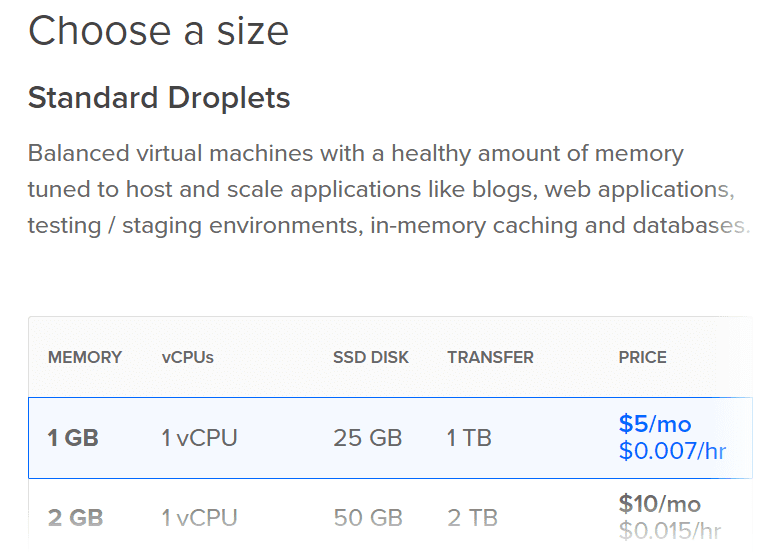 Choose a size
Standard Droplets
Balanced virtual machines with a healthy amount of memory
tuned to host and scale applications like blogs, web applications,
testing / staging environments, in-memory caching and databases.
MEMORY vCPUs SSD DISK TRANSFER PRICE
1 GB 1 vCPU 25 GB 1 TB $5/mo
$0.007/hr
2 GB 1 vCPU 50 GB 2 TB $10/mo
$0.015/hr